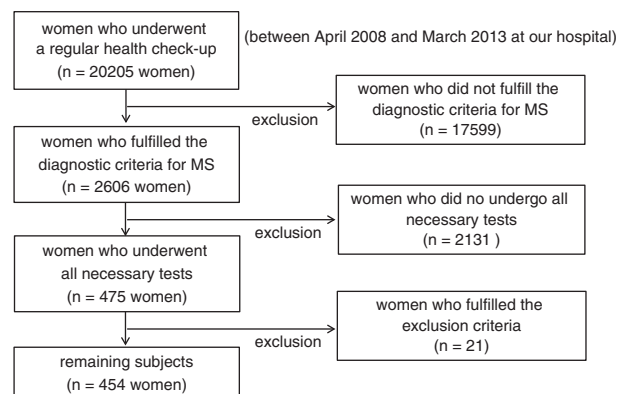 women who underwent
a regular health check-up
(n = 20205 women)
(between April 2008 and March 2013 at our hospital)
exclusion
women who did not fulfill the
diagnostic criteria for MS
(n = 17599)
women who fulfilled the
diagnostic criteria for MS
(n = 2606 women)
exclusion
women who did no undergo all
necessary tests
(n = 2131 )
women who underwent
all necessary tests
(n = 475 women)
exclusion
women who fulfilled the
exclusion criteria
(n = 21)
remaining subjects
(n = 454 women)